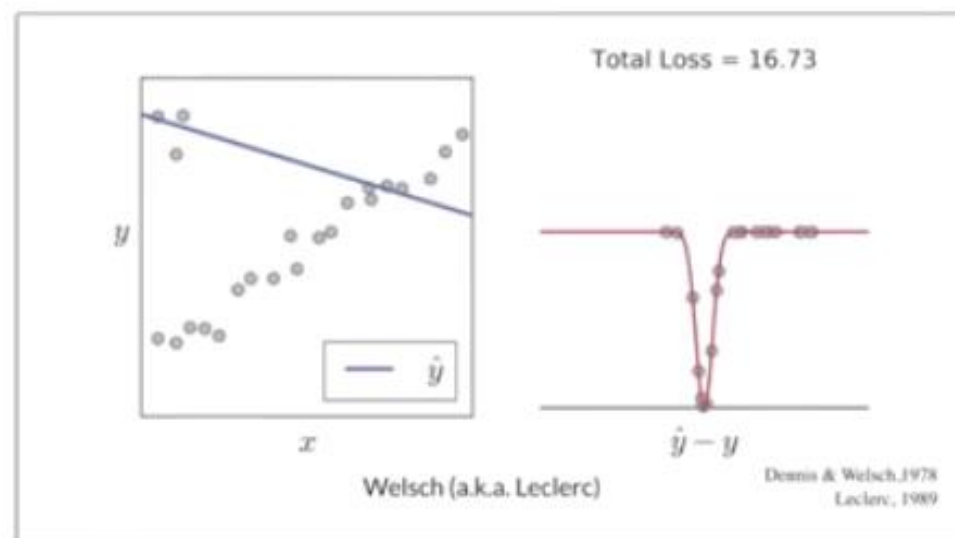 Total Loss = 16.73
y
ŷ
x
ŷ − y
Welsch (a.k.a. Leclerc)
Dennis & Welsch,1978
Leclerc, 1989